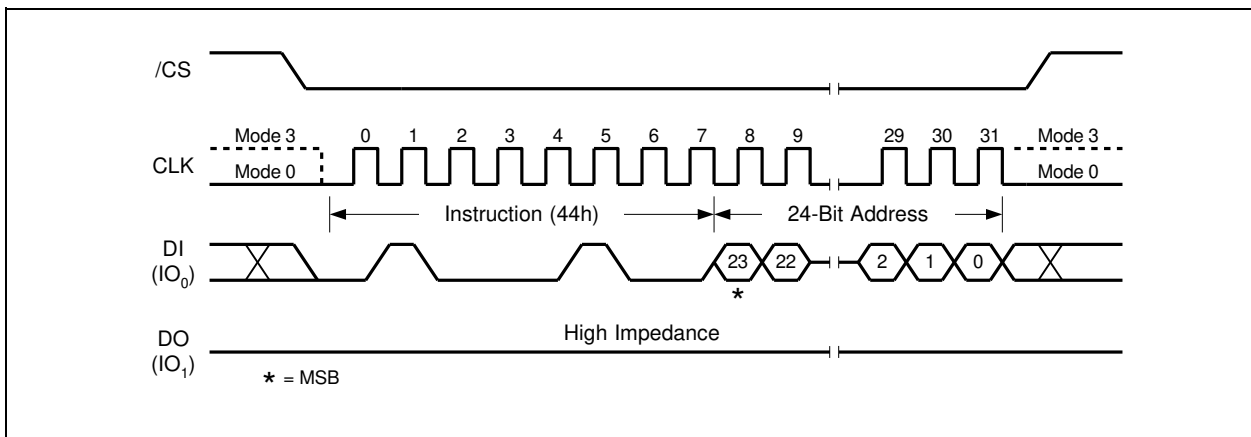 /CS
Mode 3 0 1 2 3 4 5 6 7 8 9 29 30 31 Mode 3
CLK Mode 0 Mode 0
Instruction (44h) 24-Bit Address
DI
(IO0) 23 22 2 1 0
*
High Impedance
DO
(IO1)
* = MSB